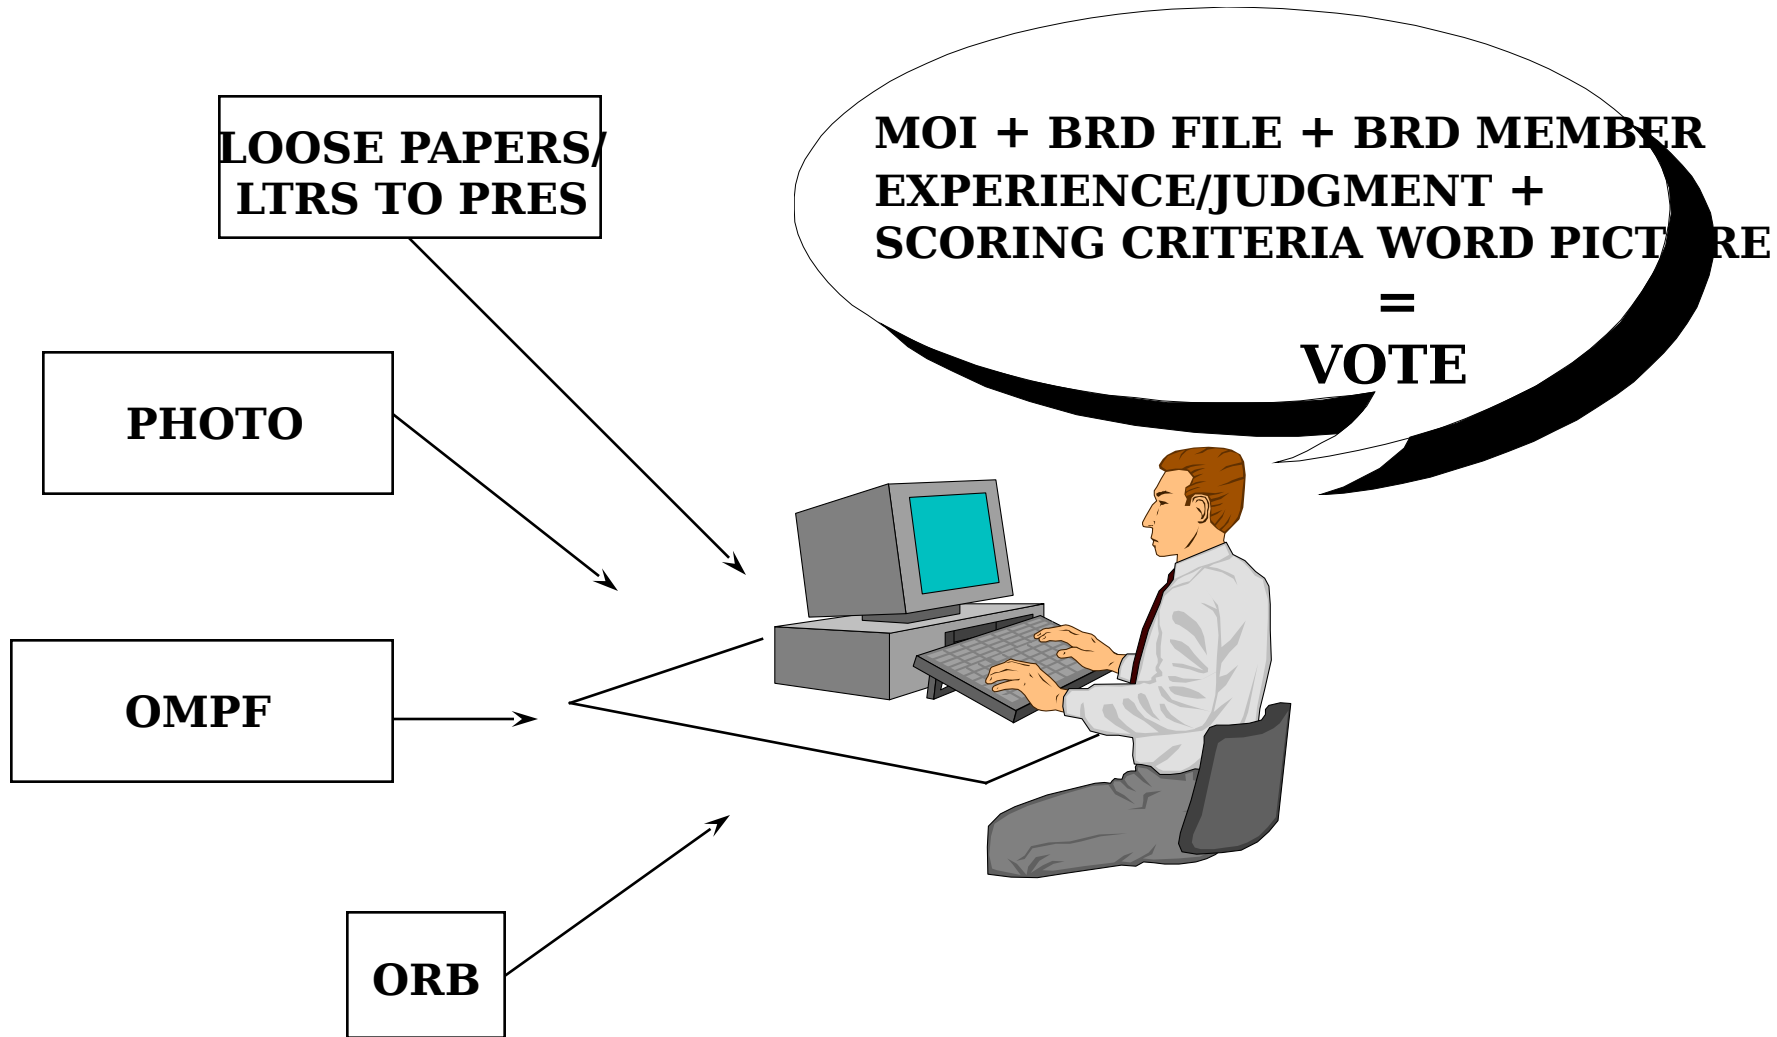 LOOSE PAPERS/
LTRS TO PRES
PHOTO
OMPF
ORB
MOI + BRD FILE + BRD MEMBER
EXPERIENCE/JUDGMENT +
SCORING CRITERIA WORD PICTURE
=
VOTE